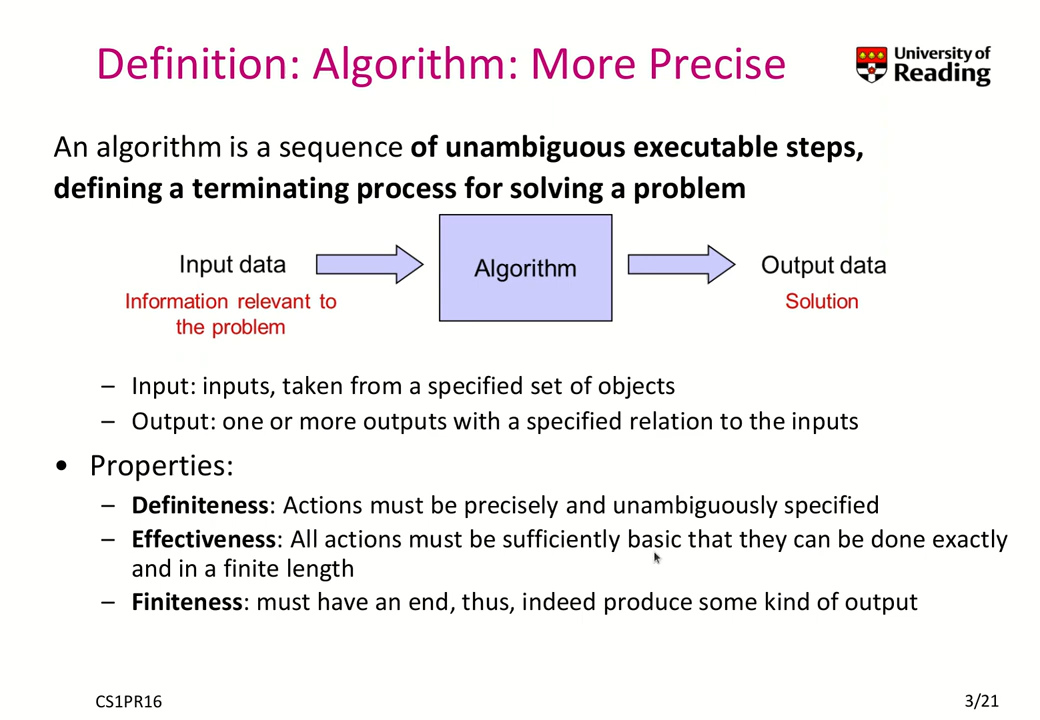 Definition: Algorithm: More Precise
University of
Reading
An algorithm is a sequence of unambiguous executable steps,
defining a terminating process for solving a problem
Input data
Algorithm
Output data
Information relevant to
the problem
Solution
– Input: inputs, taken from a specified set of objects
– Output: one or more outputs with a specified relation to the inputs
• Properties:
– Definiteness: Actions must be precisely and unambiguously specified
– Effectiveness: All actions must be sufficiently basic that they can be done exactly
and in a finite length
– Finiteness: must have an end, thus, indeed produce some kind of output
CS1PR16
3/21